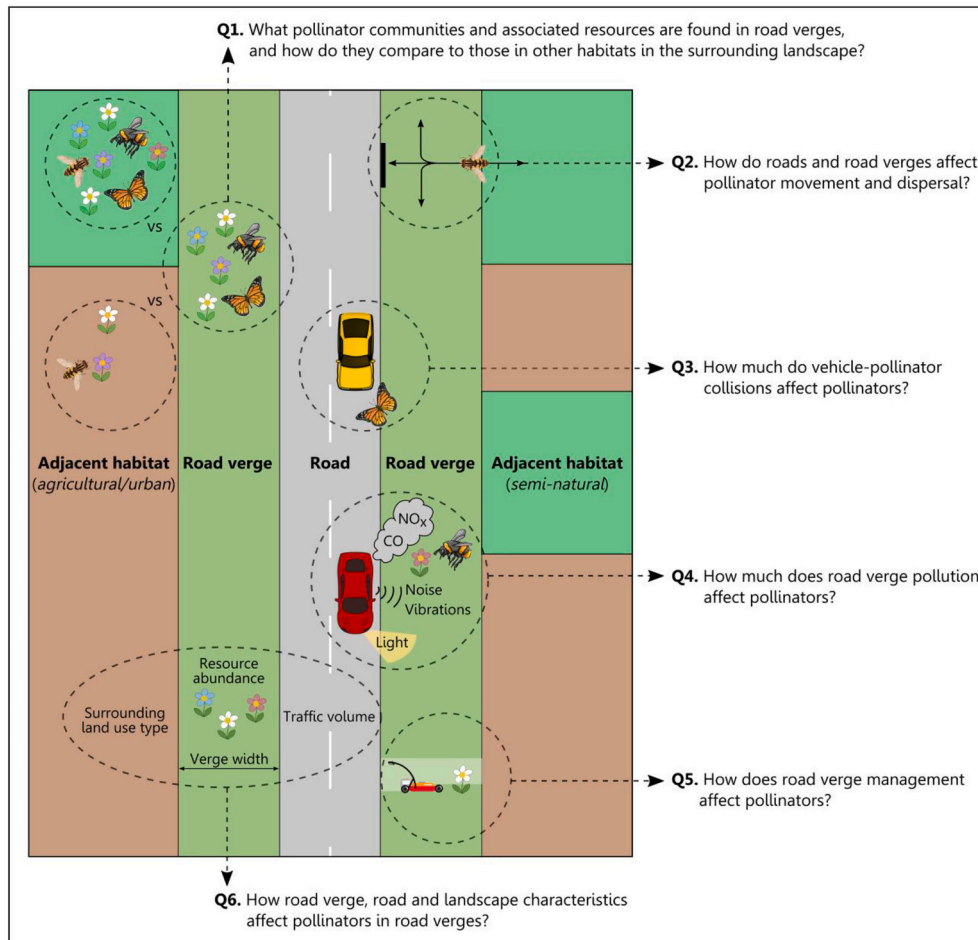 Q1. What pollinator communities and associated resources are found in road verges,
and how do they compare to those in other habitats in the surrounding landscape?
vs
vs
Q2. How do roads and road verges affect
pollinator movement and dispersal?
Q3. How much do vehicle-pollinator
collisions affect pollinators?
Adjacent habitat
(agricultural/urban)
Road verge
Road
Road verge
Adjacent habitat
(semi-natural)
NOx
CO
Noise
Vibrations
Light
Q4. How much does road verge pollution
affect pollinators?
Resource
abundance
Surrounding
land use type
Traffic volume
Verge width
Q5. How does road verge management
affect pollinators?
Q6. How road verge, road and landscape characteristics
affect pollinators in road verges?